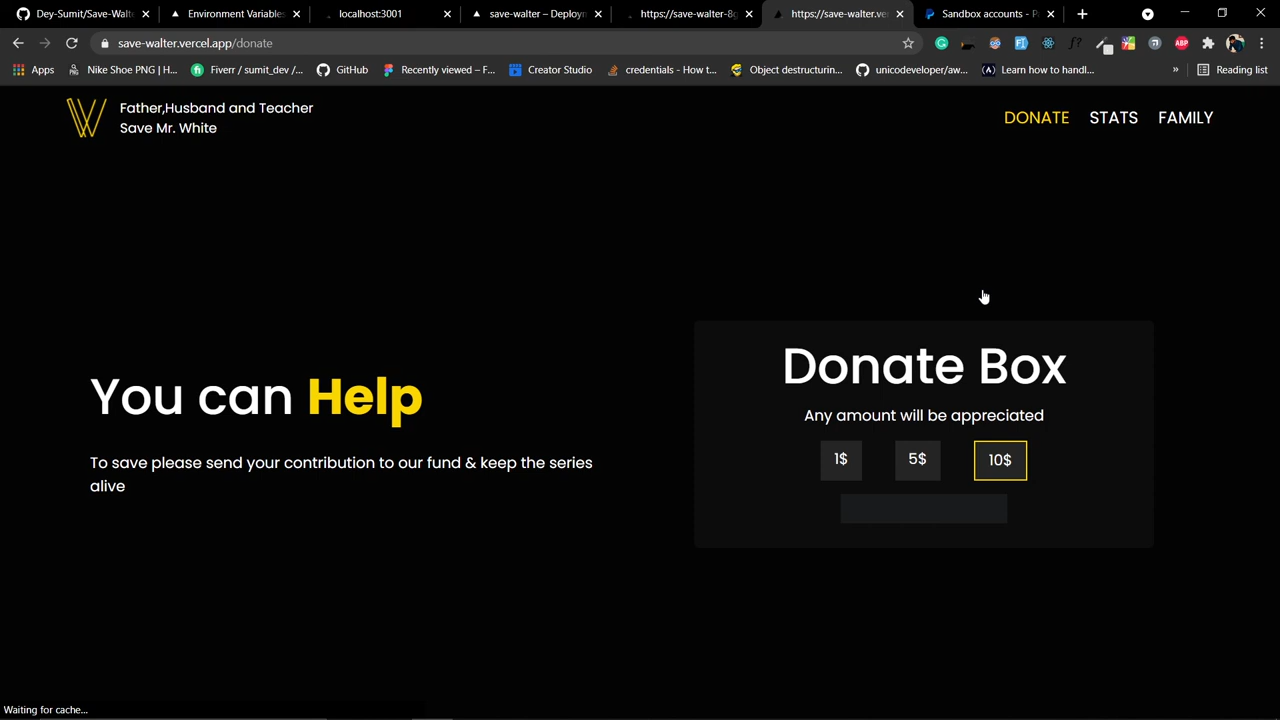 Dey-Sumit/Save-Walte
Environment Variables
localhost:3001
save-walter – Deployn
https://save-walter-8g
https://save-walter.ver
Sandbox accounts - P
save-walter.vercel.app/donate
Apps
Nike Shoe PNG | H...
Fiverr / sumit_dev /...
GitHub
Recently viewed – F...
Creator Studio
credentials - How t...
Object destructurin...
unicodeveloper/aw...
Learn how to handl...
»
Reading list
Father,Husband and Teacher
Save Mr. White
DONATE
STATS
FAMILY
You can Help
To save please send your contribution to our fund & keep the series
alive
Donate Box
Any amount will be appreciated
1$
5$
10$
Waiting for cache...